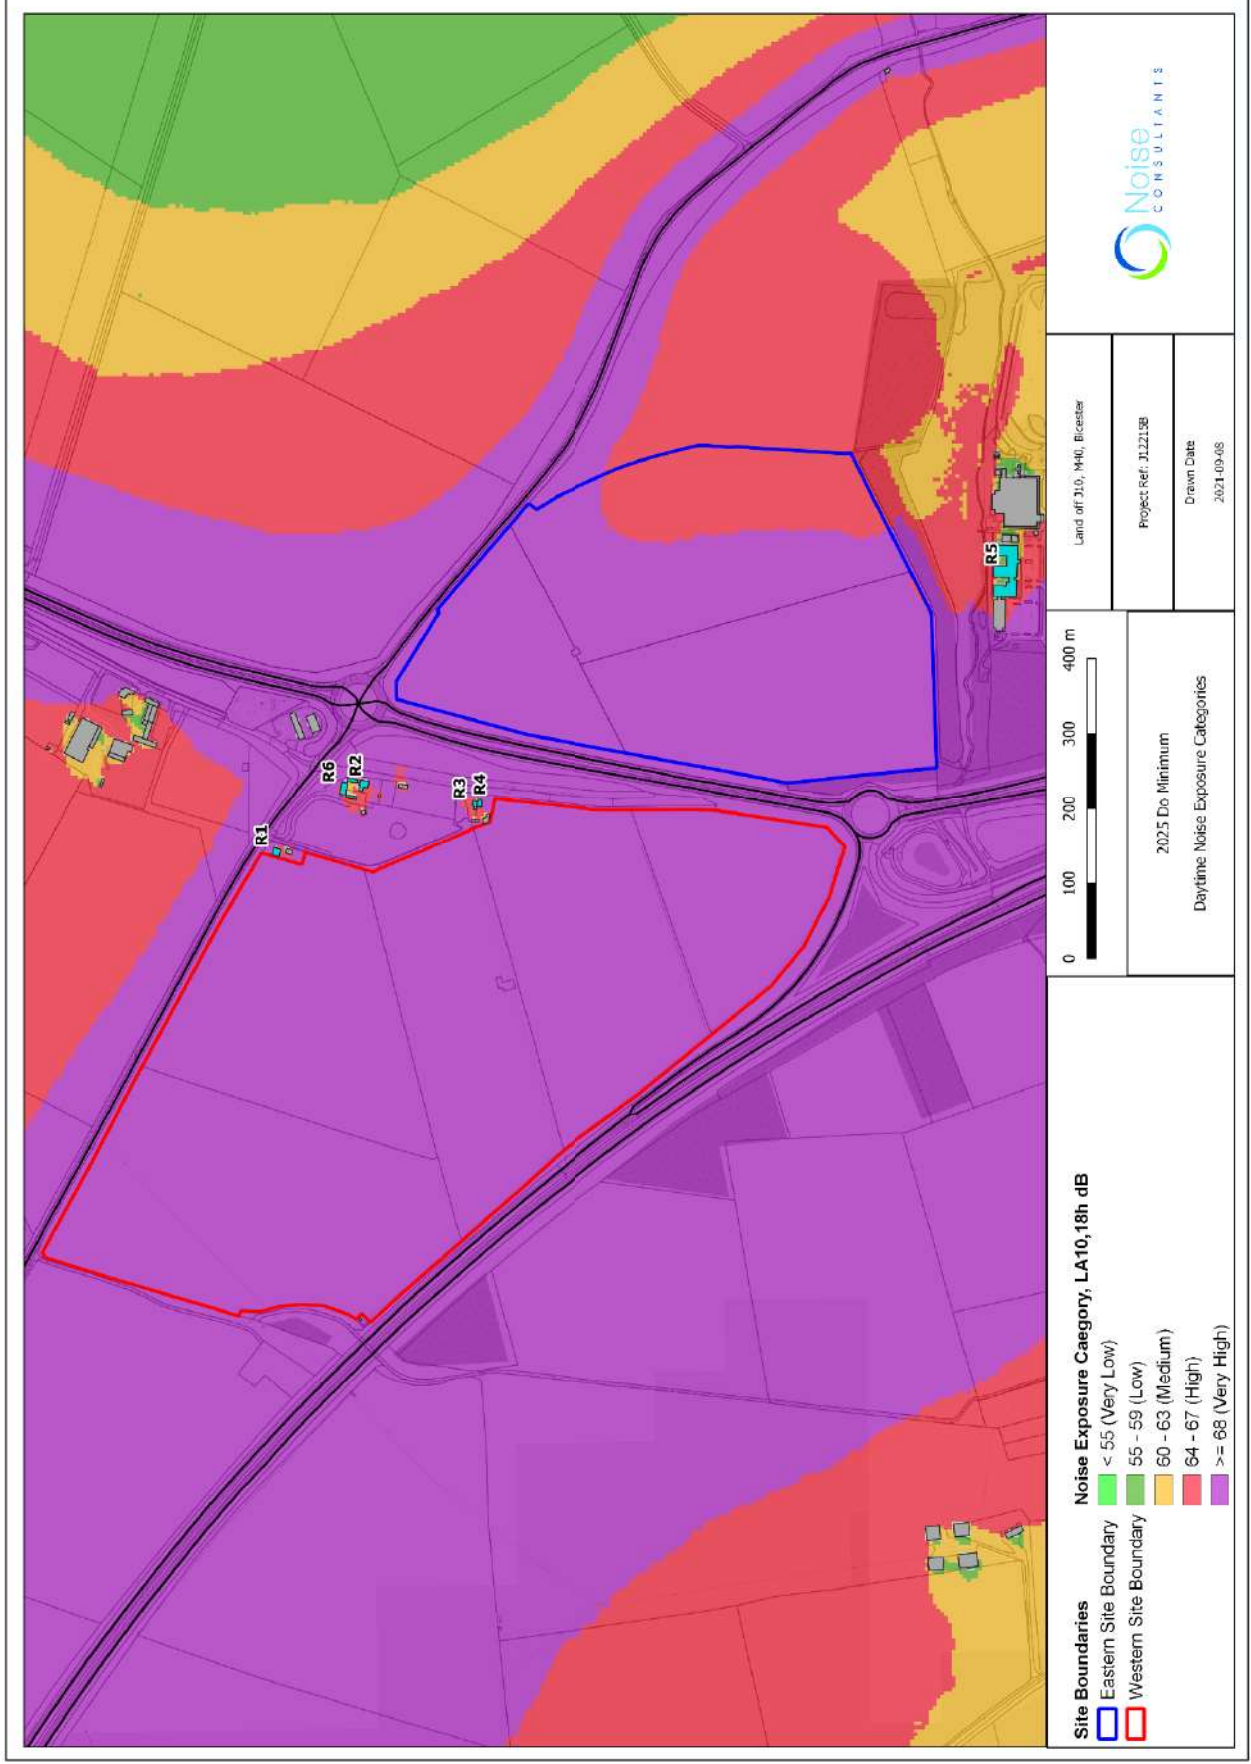 R1
R6
R2
R3
R4
R5
Site Boundaries
Eastern Site Boundary
Western Site Boundary
Noise Exposure Caegory, LA10,18h dB
< 55 (Very Low)
55 - 59 (Low)
60 - 63 (Medium)
64 - 67 (High)
>= 68 (Very High)
0 100 200 300 400 m
2025 Do Minimum
Daytime Noise Exposure Categories
Land off J10, M40, Bicester
Project Ref: J12215B
Drawn Date
2021-09-08
Noise
CONSULTANTS